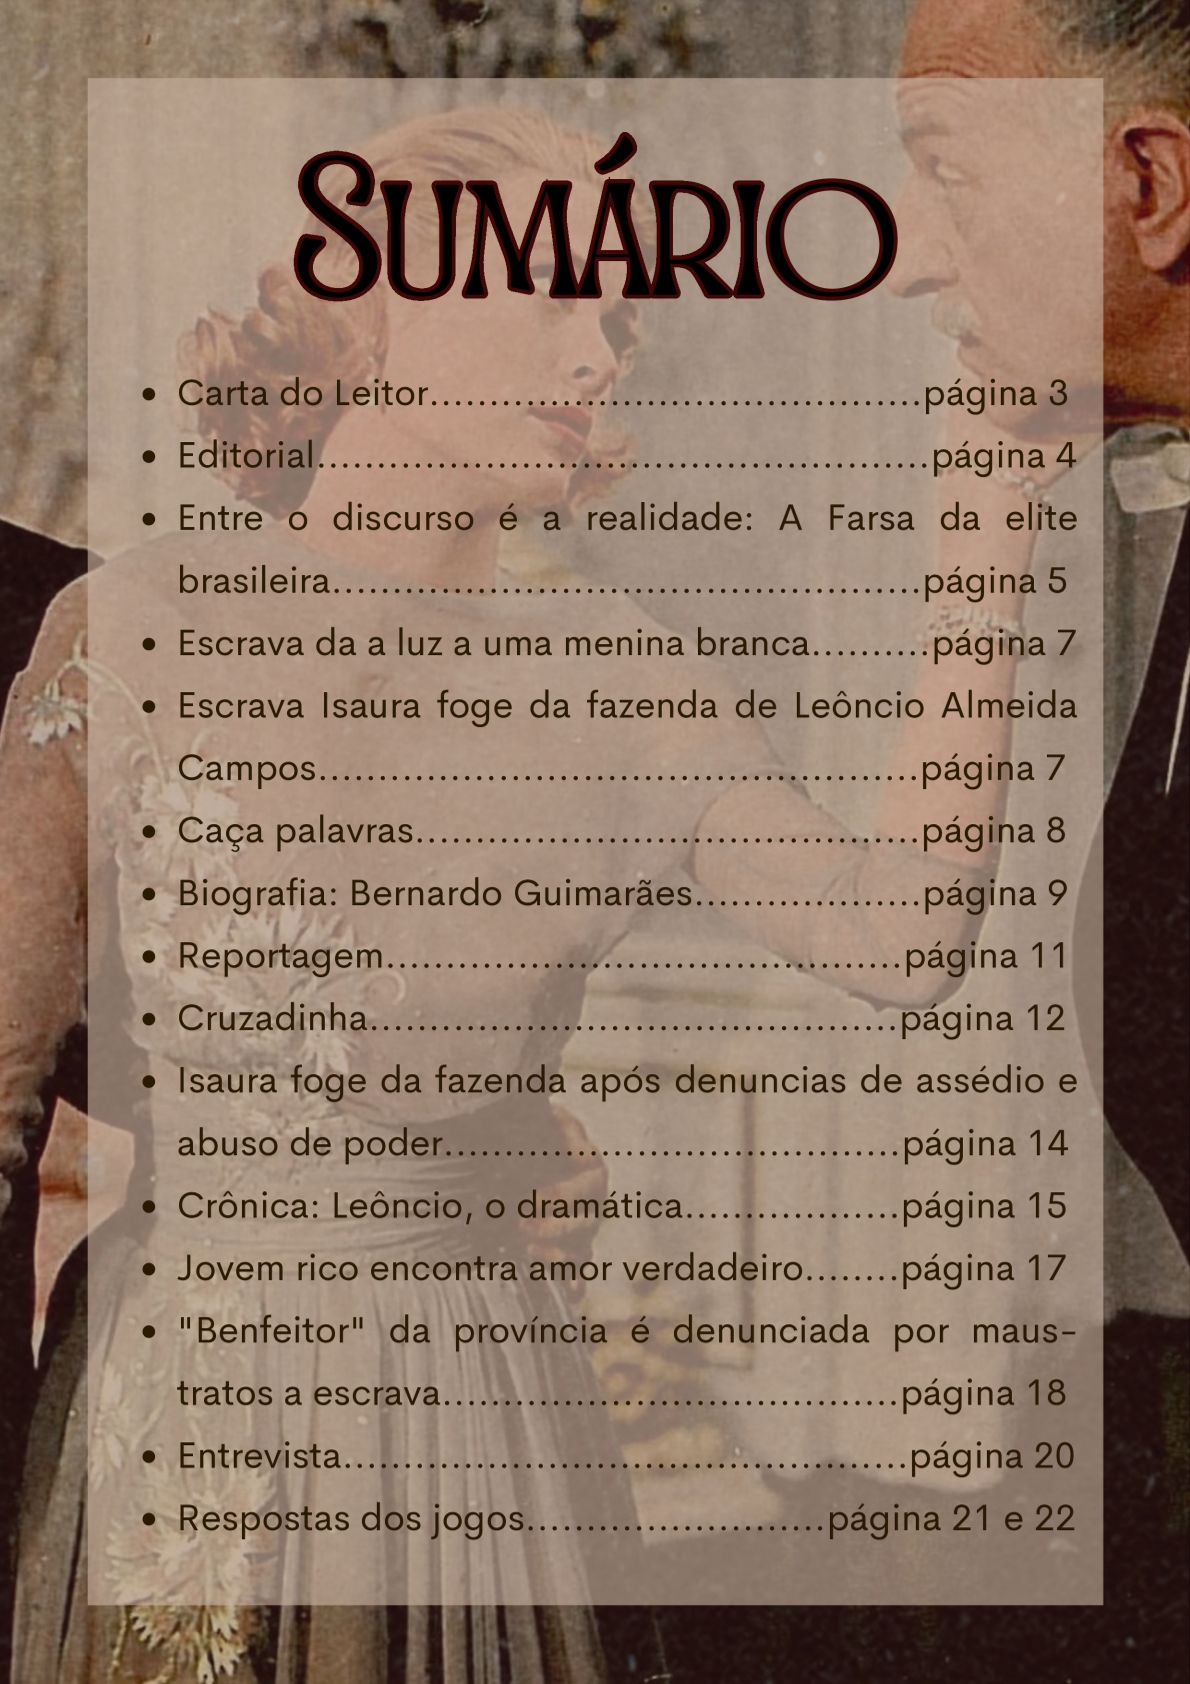 SUMÁRIO
• Carta do Leitor.................................................página 3
• Editorial.............................................................página 4
• Entre o discurso é a realidade: A Farsa da elite
brasileira...........................................................página 5
• Escrava da a luz a uma menina branca............página 7
• Escrava Isaura foge da fazenda de Leôncio Almeida
Campos............................................................página 7
• Caça palavras..................................................página 8
• Biografia: Bernardo Guimarães.......................página 9
• Reportagem...................................................página 11
• Cruzadinha....................................................página 12
• Isaura foge da fazenda após denuncias de assédio e
abuso de poder.............................................página 14
• Crônica: Leôncio, o dramática.....................página 15
• Jovem rico encontra amor verdadeiro........página 17
• "Benfeitor" da província é denunciada por maus-
tratos a escrava.............................................página 18
• Entrevista........................................................página 20
• Respostas dos jogos.............................página 21 e 22